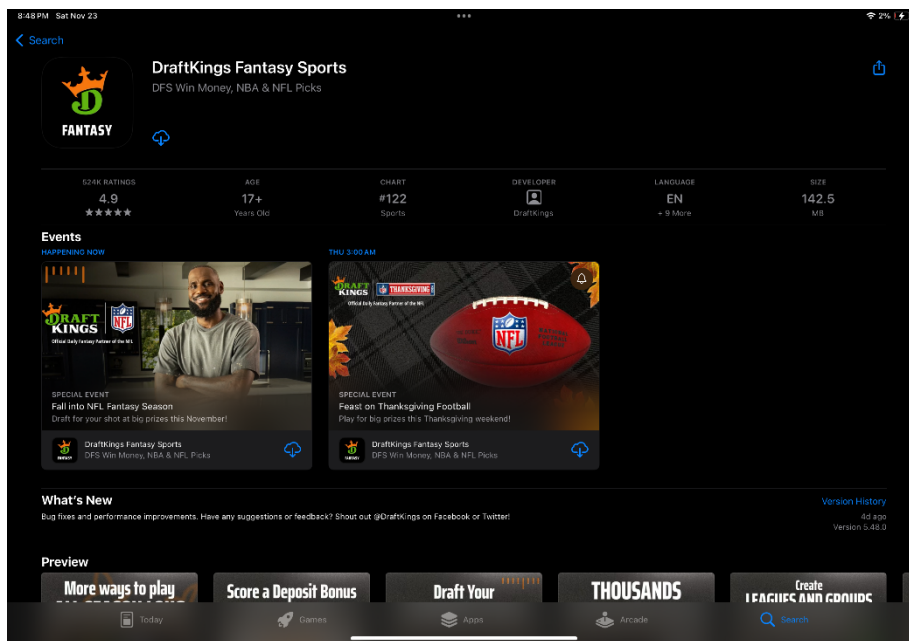 8:48 PM Sat Nov 23
2%
Search
DraftKings Fantasy Sports
DFS Win Money, NBA & NFL Picks
FANTASY
524K RATINGS
4.9
AGE
17+
Years Old
CHART
#122
Sports
DEVELOPER
DraftKings
LANGUAGE
EN
+ 9 More
SIZE
142.5
MB
Events
HAPPENING NOW
DRAFT
KINGS
NFL
Official Daily Fantasy Partner of the NFL
SPECIAL EVENT
Fall into NFL Fantasy Season
Draft for your shot at big prizes this November!
DraftKings Fantasy Sports
DFS Win Money, NBA & NFL Picks
THU 3:00 AM
DRAFT
KINGS
THANKSGIVING
Official Daily Fantasy Partner of the NFL
NFL
SPECIAL EVENT
Feast on Thanksgiving Football
Play for big prizes this Thanksgiving weekend!
DraftKings Fantasy Sports
DFS Win Money, NBA & NFL Picks
What's New
Version History
Bug fixes and performance improvements. Have any suggestions or feedback? Shout out @DraftKings on Facebook or Twitter!
4d ago
Version 5.48.0
Preview
More ways to play
Score a Deposit Bonus
Draft Your
THOUSANDS
Create
LEAGUES AND GROUPS
Today
Games
Apps
Arcade
Search